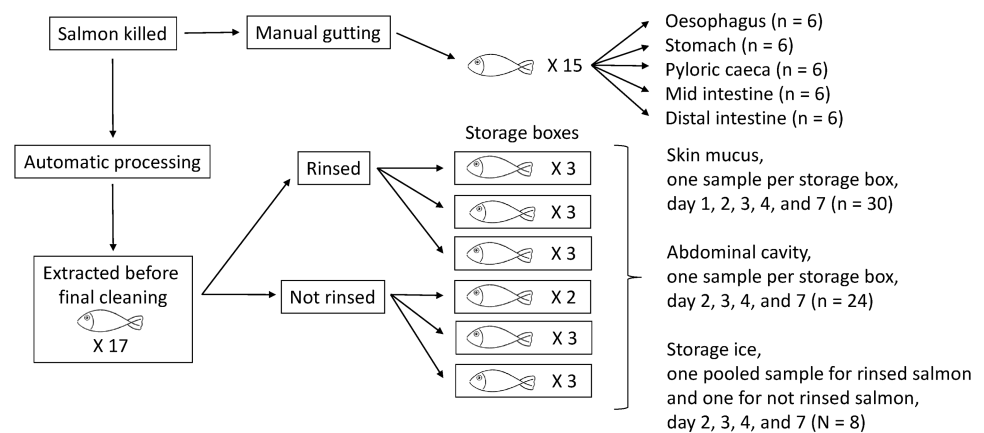 Salmon killed
Manual gutting
X 15
Oesophagus (n = 6)
Stomach (n = 6)
Pyloric caeca (n = 6)
Mid intestine (n = 6)
Distal intestine (n = 6)
Automatic processing
Extracted before
final cleaning
X 17
Rinsed
Not rinsed
Storage boxes
X 3
X 3
X 3
X 2
X 3
X 3
Skin mucus,
one sample per storage box,
day 1, 2, 3, 4, and 7 (n = 30)
Abdominal cavity,
one sample per storage box,
day 2, 3, 4, and 7 (n = 24)
Storage ice,
one pooled sample for rinsed salmon
and one for not rinsed salmon,
day 2, 3, 4, and 7 (N = 8)